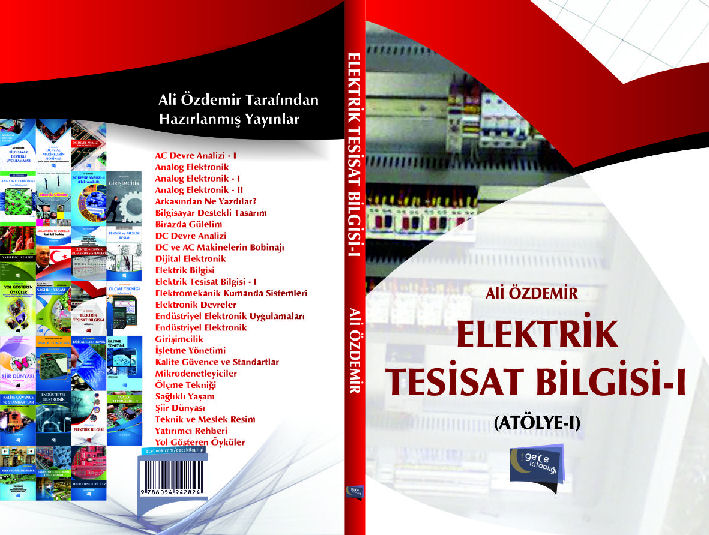 Ali Özdemir Tarafından
Hazırlanmış Yayınlar
AC Devre Analizi - I
Analog Elektronik
Analog Elektronik - I
Analog Elektronik - II
Arkasından Ne Yazdılar?
Bilgisayar Destekli Tasarım
Birazda Gülelim
DC Devre Analizi
DC ve AC Makinelerin Bobinajı
Dijital Elektronik
Elektrik Bilgisi
Elektrik Tesisat Bilgisi - I
Elektromekanik Kumanda Sistemleri
Elektronik Devreler
Endüstriyel Elektronik Uygulamaları
Endüstriyel Elektronik
Girişimcilik
İşletme Yönetimi
Kalite Güvence ve Standartlar
Mikrodenetleyiciler
Ölçme Tekniği
Sağlıklı Yaşam
Şiir Dünyası
Teknik ve Meslek Resim
Yatırımcı Rehberi
Yol Gösteren Öyküler
ELEKTRİK TESİSAT BİLGİSİ-I
ALİ ÖZDEMİR
ALİ ÖZDEMİR
ELEKTRİK
TESİSAT BİLGİSİ-I
(ATÖLYE-I)
gece
kitaplığı